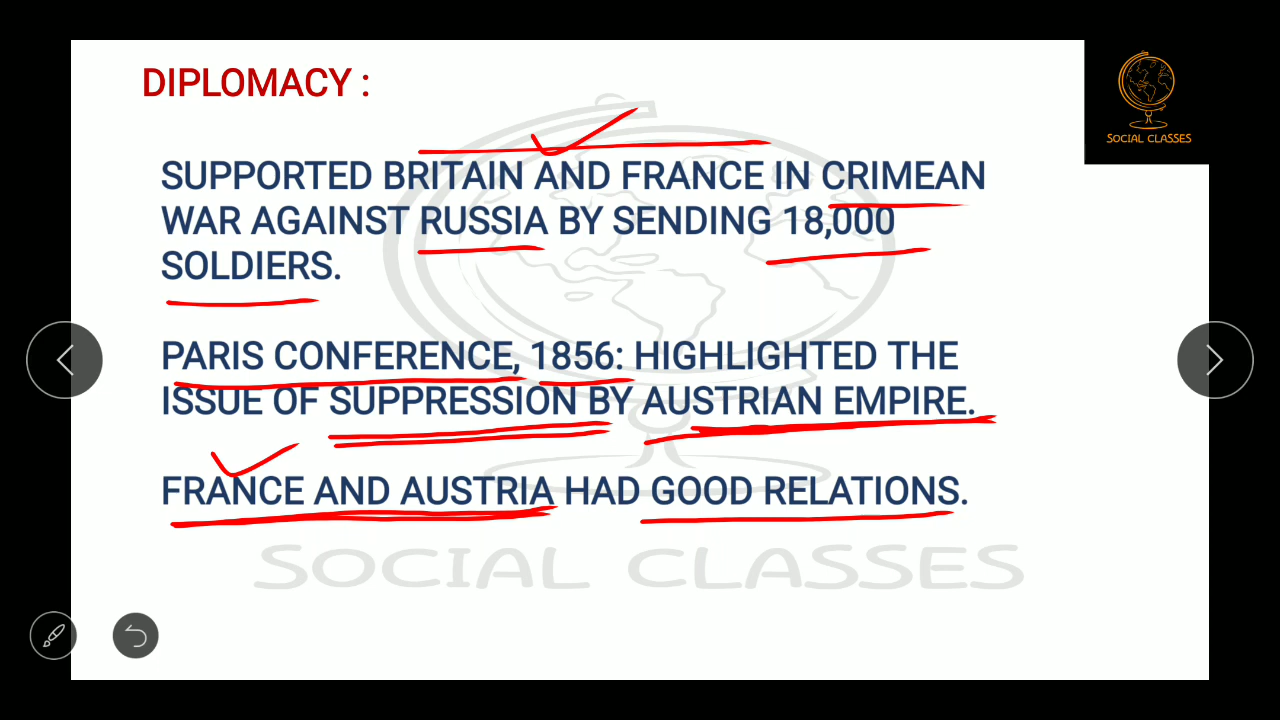 DIPLOMACY :
SOCIAL CLASSES
SUPPORTED BRITAIN AND FRANCE IN CRIMEAN
WAR AGAINST RUSSIA BY SENDING 18,000
SOLDIERS.
PARIS CONFERENCE, 1856: HIGHLIGHTED THE
ISSUE OF SUPPRESSION BY AUSTRIAN EMPIRE.
FRANCE AND AUSTRIA HAD GOOD RELATIONS.
SOCIAL CLASSES